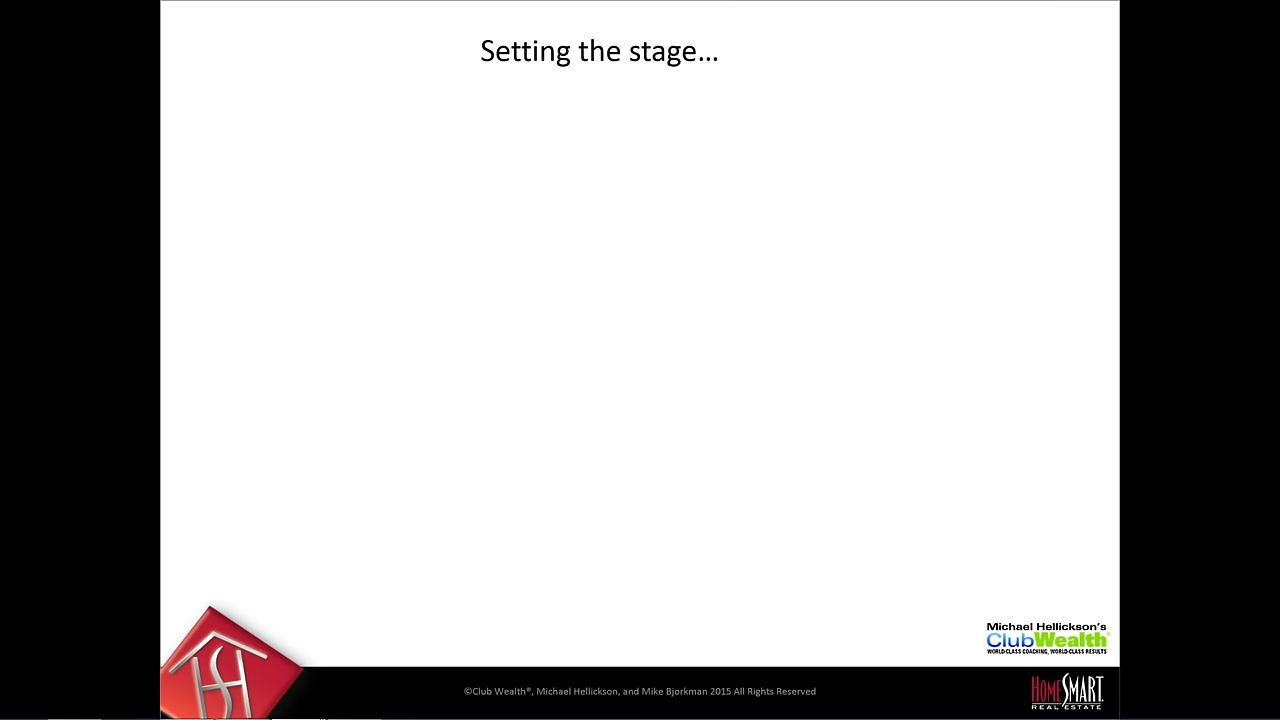 Setting the stage...
Michael Hellickson's
ClubWealth®
WORLD-CLASS COACHING, WORLD-CLASS RESULTS
©Club Wealth®, Michael Hellickson, and Mike Bjorkman 2015 All Rights Reserved
HS
HOMESMART.
REAL ESTATE